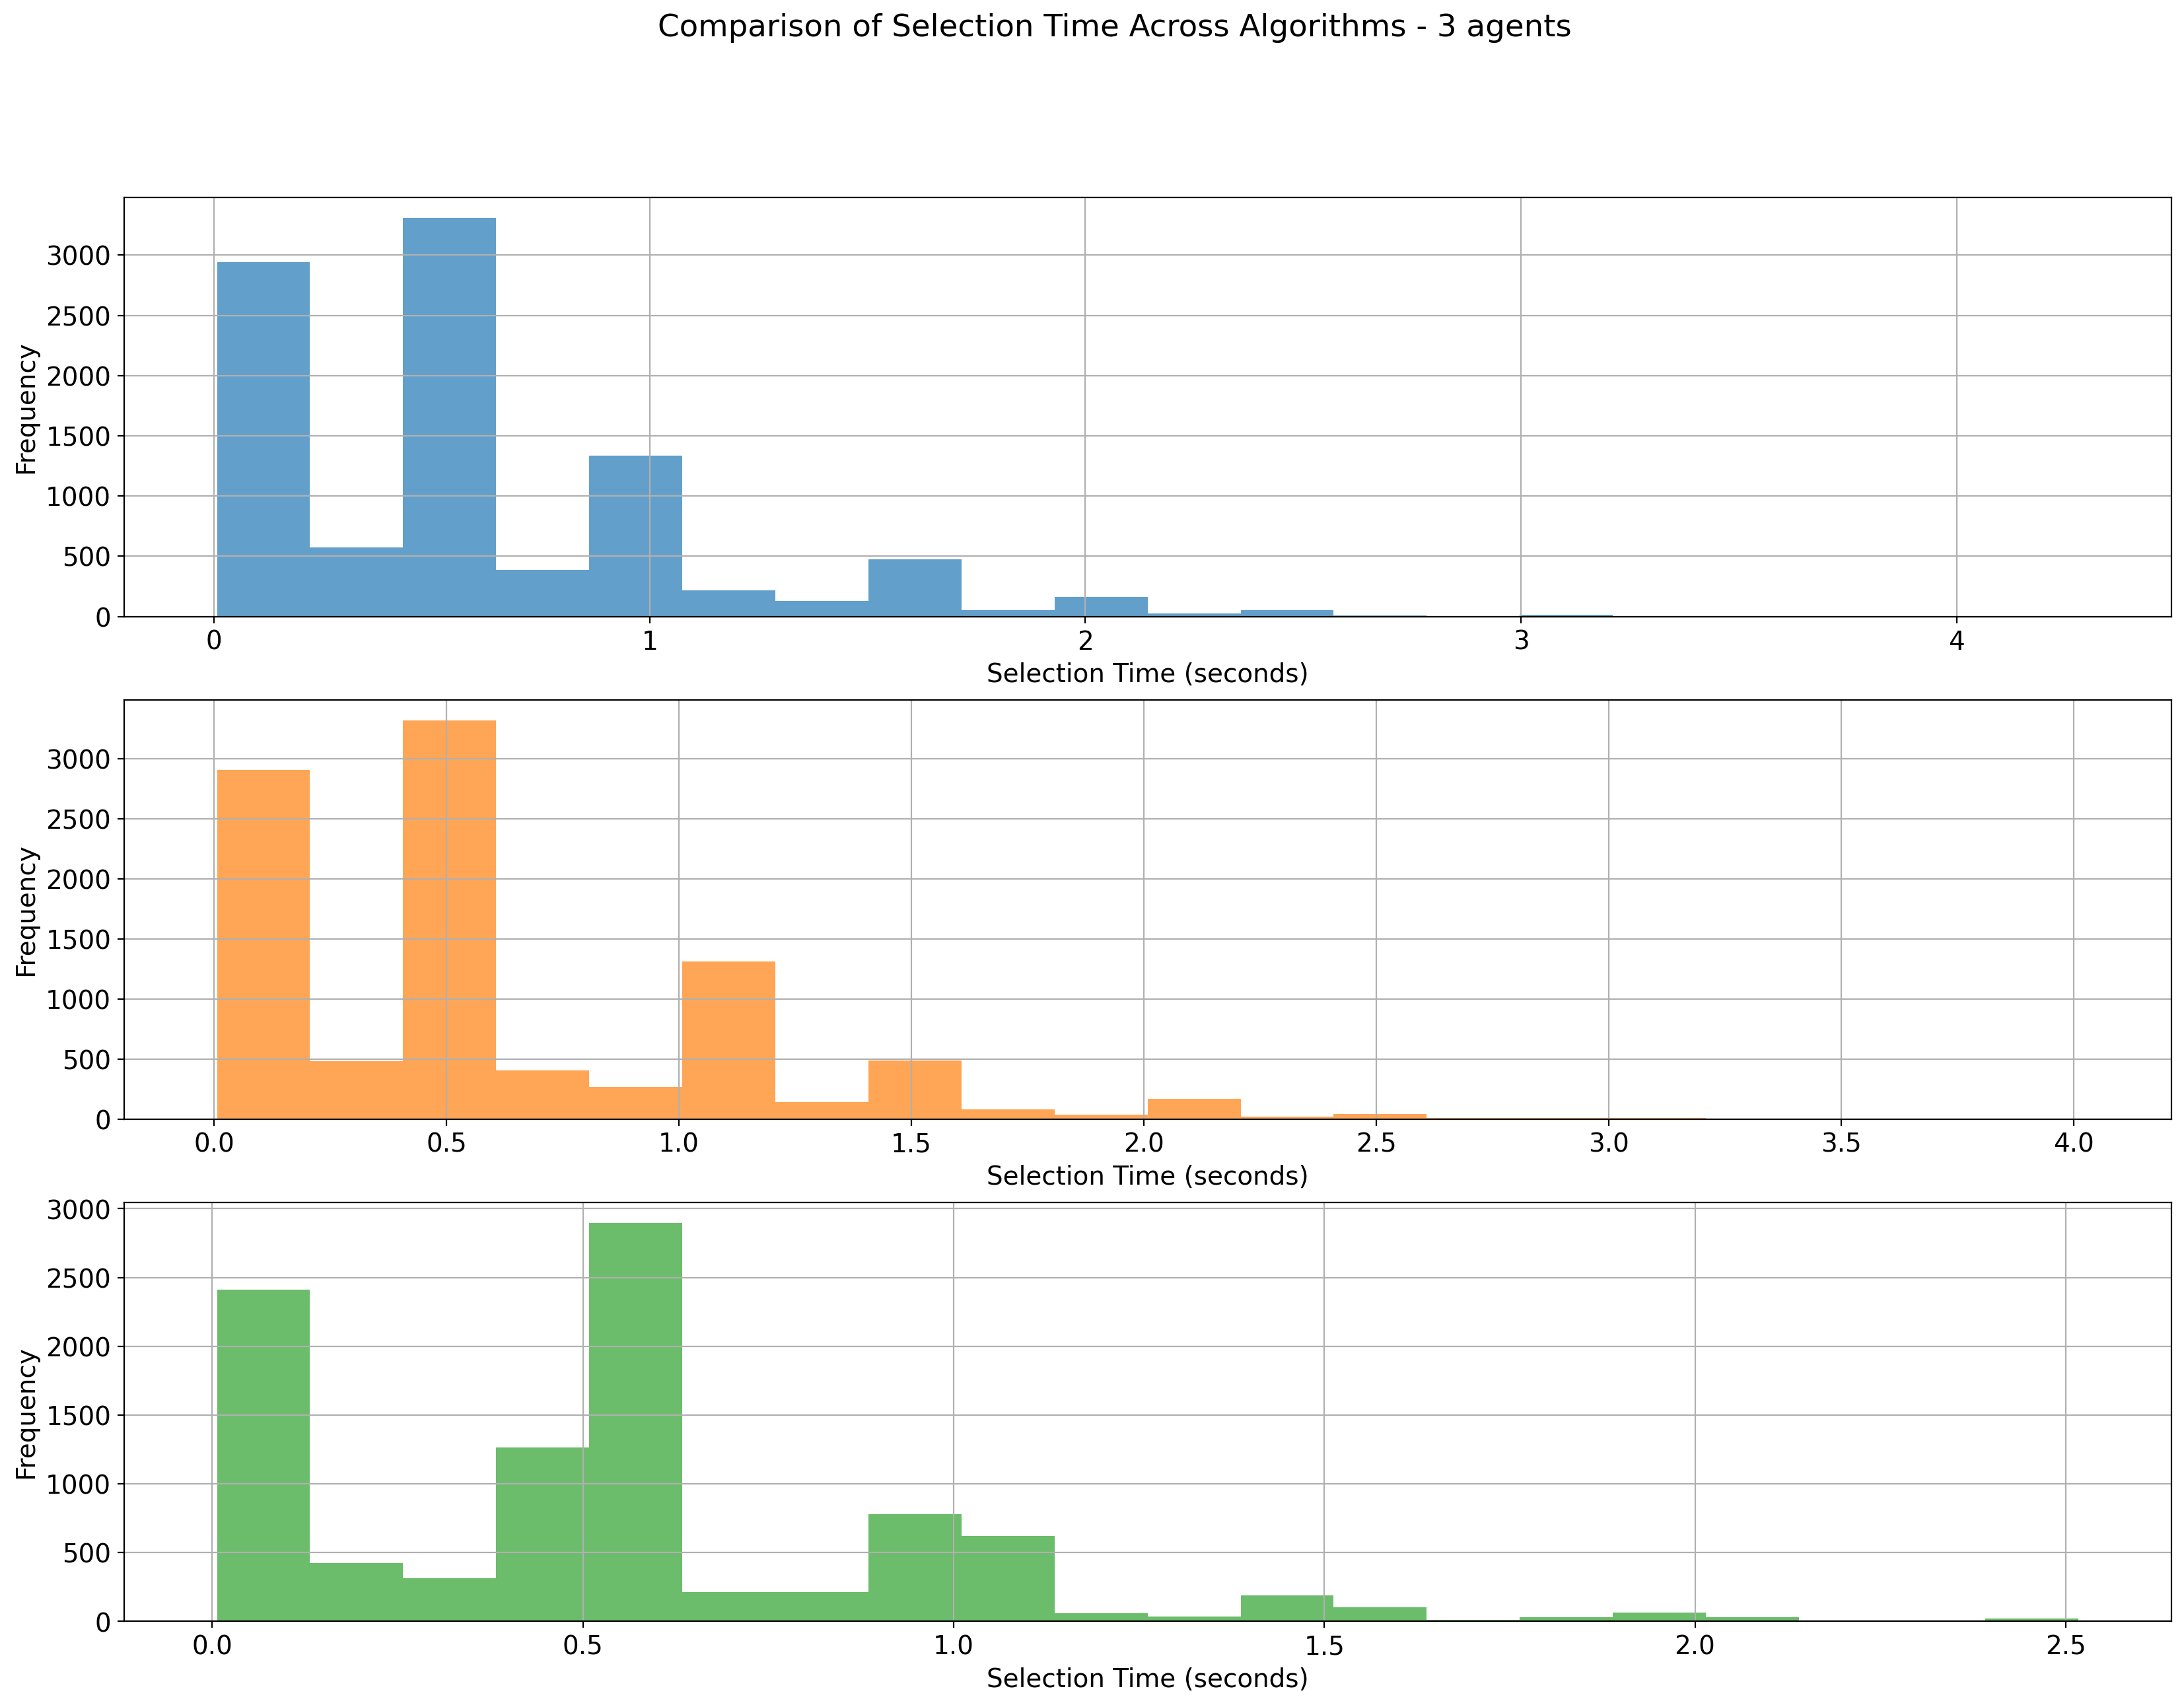 Comparison of Selection Time Across Algorithms - 3 agents
3000
2500
2000
1500
1000
500
0
Frequency
0 1 2 3 4
Selection Time (seconds)
3000
2500
2000
1500
1000
500
0
Frequency
0.0 0.5 1.0 1.5 2.0 2.5 3.0 3.5 4.0
Selection Time (seconds)
3000
2500
2000
1500
1000
500
0
Frequency
0.0 0.5 1.0 1.5 2.0 2.5
Selection Time (seconds)